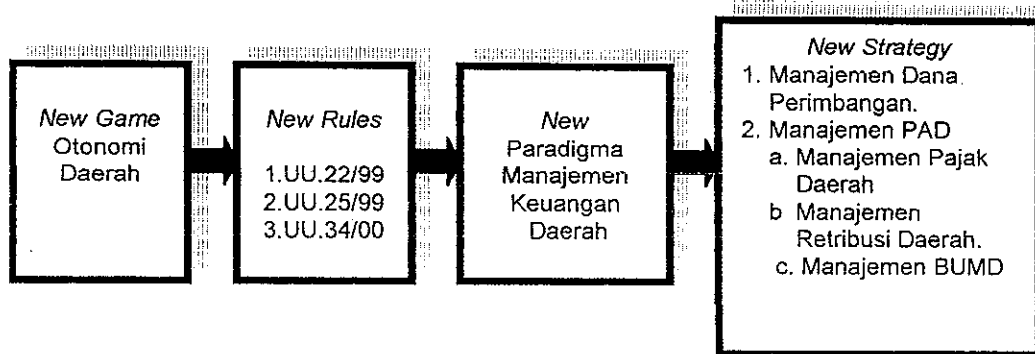 New Game
Otonomi
Daerah
New Rules
1.UU.22/99
2.UU.25/99
3.UU.34/00
New
Paradigma
Manajemen
Keuangan
Daerah
New Strategy
1. Manajemen Dana.
Perimbangan.
2. Manajemen PAD
a. Manajemen Pajak
Daerah
b Manajemen
Retribusi Daerah.
c. Manajemen BUMD